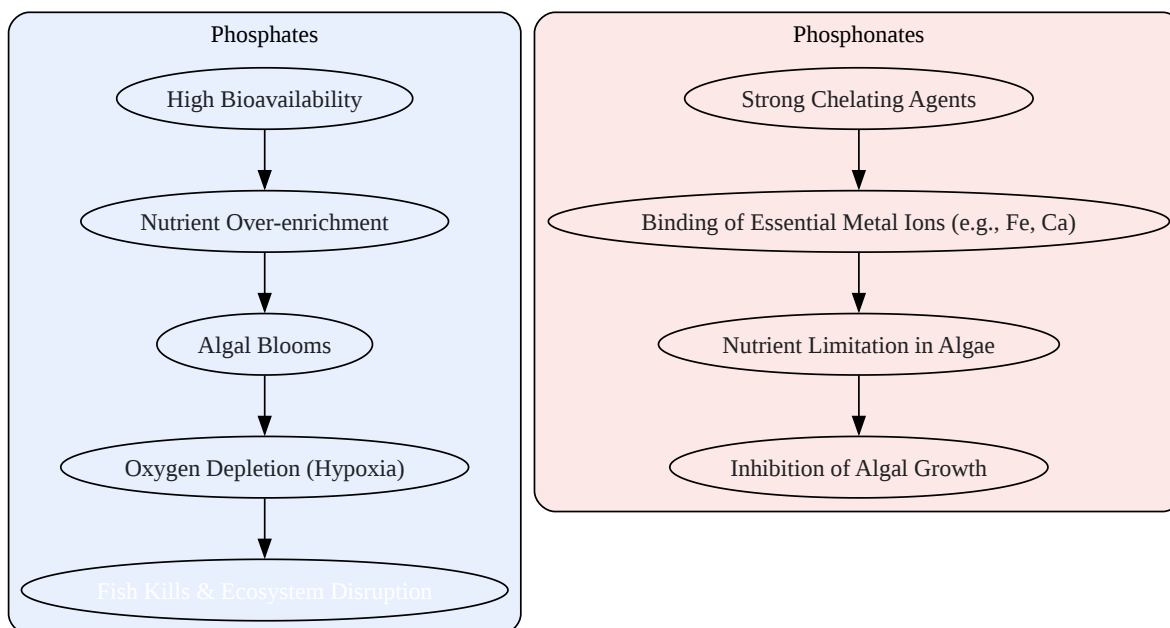 Phosphates
High Bioavailability
Nutrient Over-enrichment
Algal Blooms
Oxygen Depletion (Hypoxia)
Fish Kills & Ecosystem Disruption
Phosphonates
Strong Chelating Agents
Binding of Essential Metal Ions (e.g., Fe, Ca)
Nutrient Limitation in Algae
Inhibition of Algal Growth